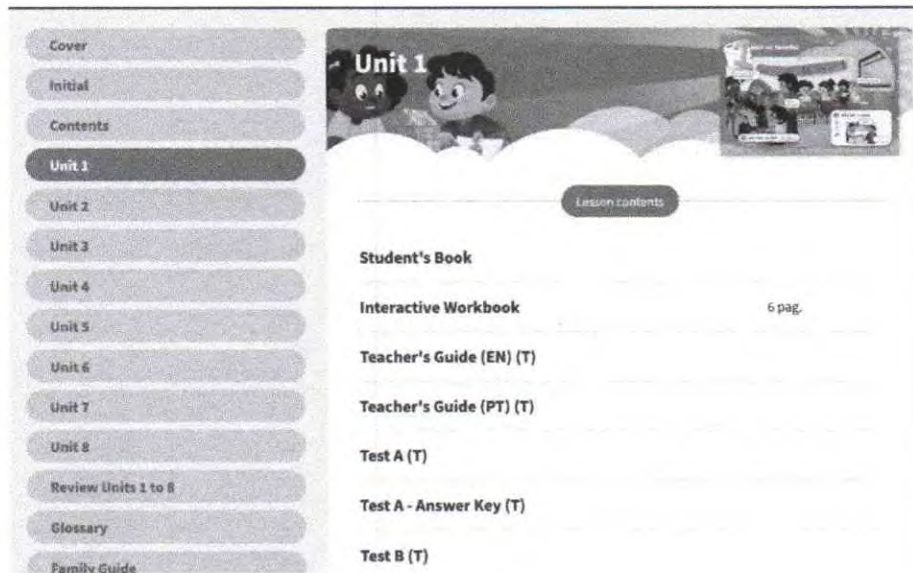 Cover
Initial
Contents
Unit 1
Unit 2
Unit 3
Unit 4
Unit 5
Unit 6
Unit 7
Unit 8
Review Units 1 to 8
Glossary
Family Guide
Unit 1
Lesson contents
Student's Book
Interactive Workbook 6 pag.
Teacher's Guide (EN) (T)
Teacher's Guide (PT) (T)
Test A (T)
Test A - Answer Key (T)
Test B (T)